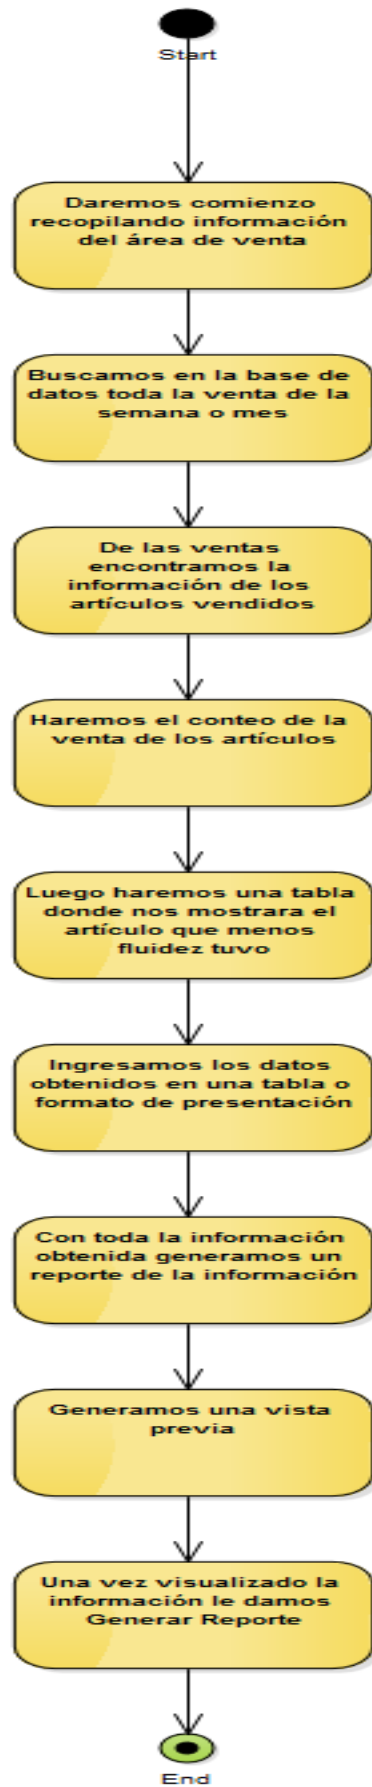 Start
Daremos comienzo
recopilando información
del área de venta
Buscamos en la base de
datos toda la venta de la
semana o mes
De las ventas
encontramos la
información de los
artículos vendidos
Haremos el conteo de la
venta de los artículos
Luego haremos una tabla
donde nos mostrara el
artículo que menos
fluidez tuvo
Ingresamos los datos
obtenidos en una tabla o
formato de presentación
Con toda la información
obtenida generamos un
reporte de la información
Generamos una vista
previa
Una vez visualizado la
información le damos
Generar Reporte
End